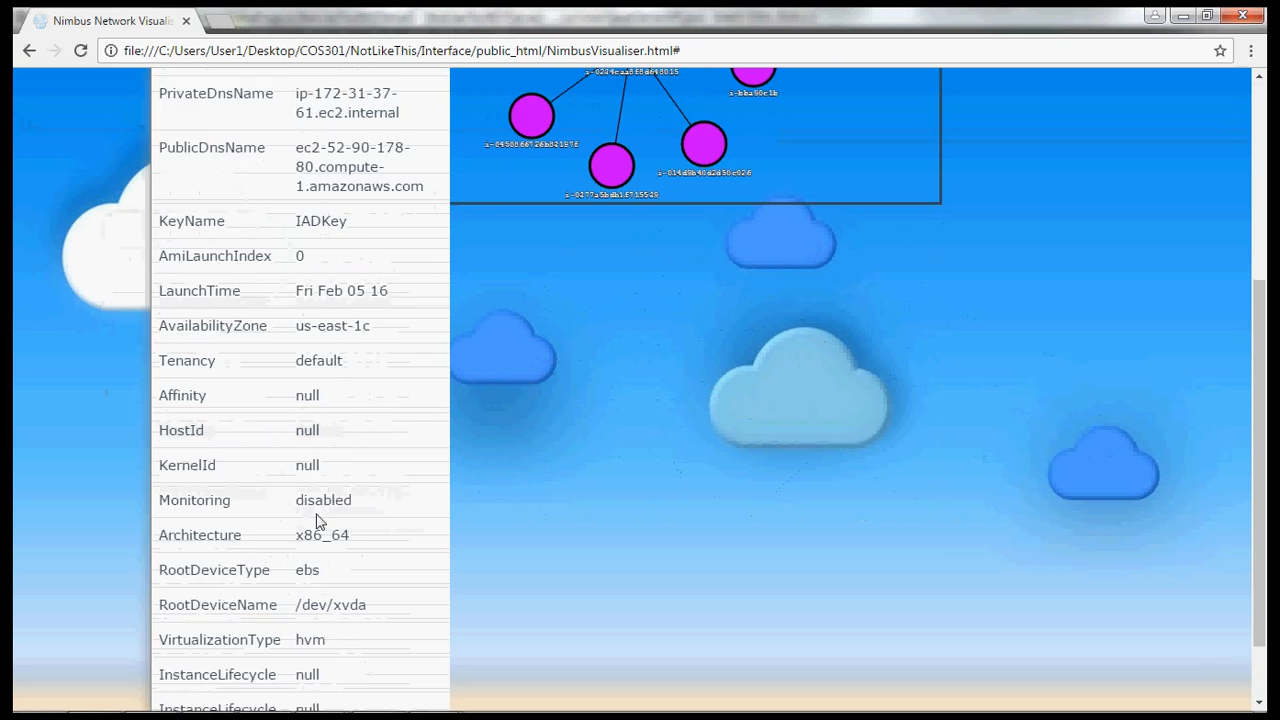 Nimbus Network Visualis
file:///C:/Users/User1/Desktop/COS301/NotLikeThis/Interface/public_html/NimbusVisualiser.html#
PrivateDnsName ip-172-31-37-
61.ec2.internal
PublicDnsName ec2-52-90-178-
80.compute-
1.amazonaws.com
KeyName IADKey
AmiLaunchIndex 0
LaunchTime Fri Feb 05 16
AvailabilityZone us-east-1c
Tenancy default
Affinity null
HostId null
KernelId null
Monitoring disabled
Architecture x86_64
RootDeviceType ebs
RootDeviceName /dev/xvda
VirtualizationType hvm
InstanceLifecycle null
InstanceLifecycle null
i-bba90c1b